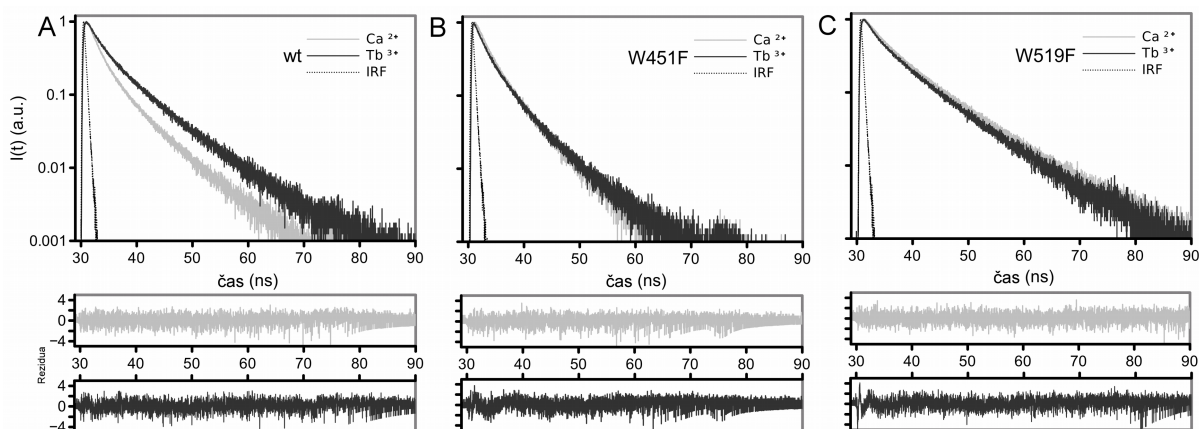 A
wt
Ca ²⁺
Tb ³⁺
IRF
I(t) (a.u.)
1
0.1
0.01
0.001
30 40 50 60 70 80 90
čas (ns)
B
W451F
Ca ²⁺
Tb ³⁺
IRF
30 40 50 60 70 80 90
čas (ns)
C
W519F
Ca ²⁺
Tb ³⁺
IRF
30 40 50 60 70 80 90
čas (ns)
Rezidua
4
0
−4
30 40 50 60 70 80 90
30 40 50 60 70 80 90
30 40 50 60 70 80 90
4
0
−4